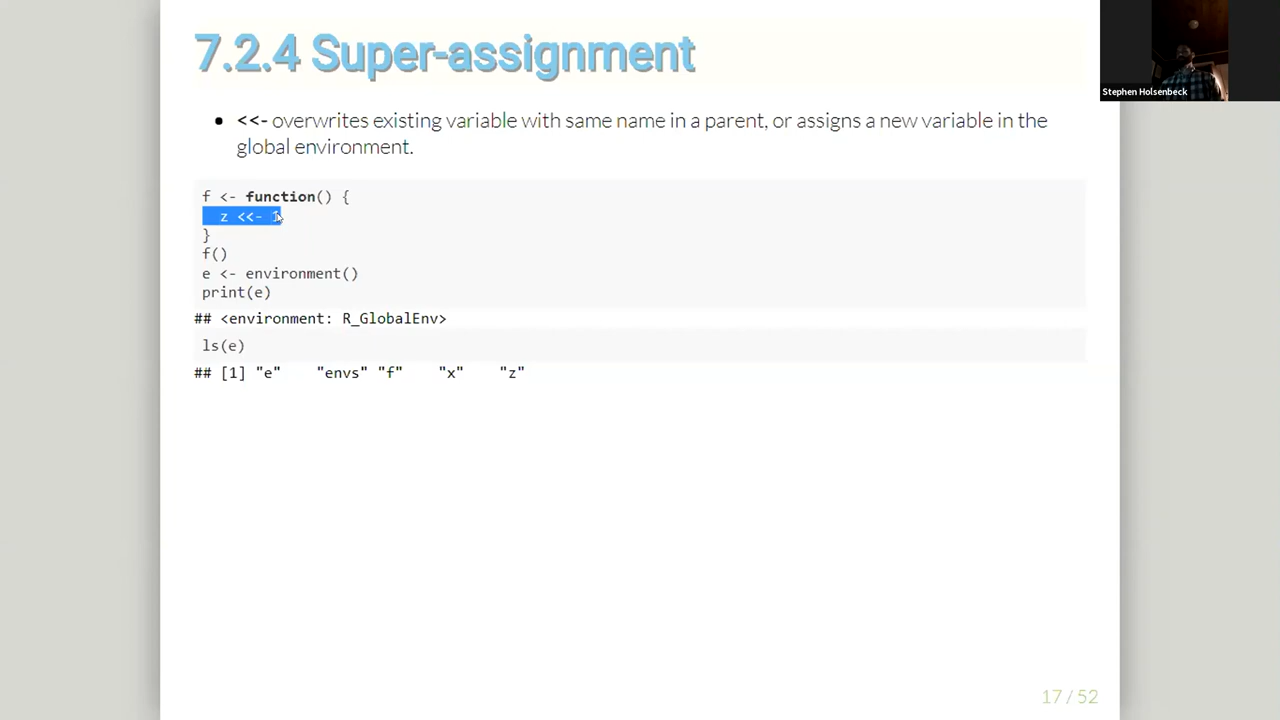 7.2.4 Super-assignment
Stephen Holsenbeck
• <<- overwrites existing variable with same name in a parent, or assigns a new variable in the
global environment.
f <- function() {
z <<- 1
}
f()
e <- environment()
print(e)
## <environment: R_GlobalEnv>
ls(e)
## [1] "e"    "envs" "f"    "x"    "z"
17 / 52